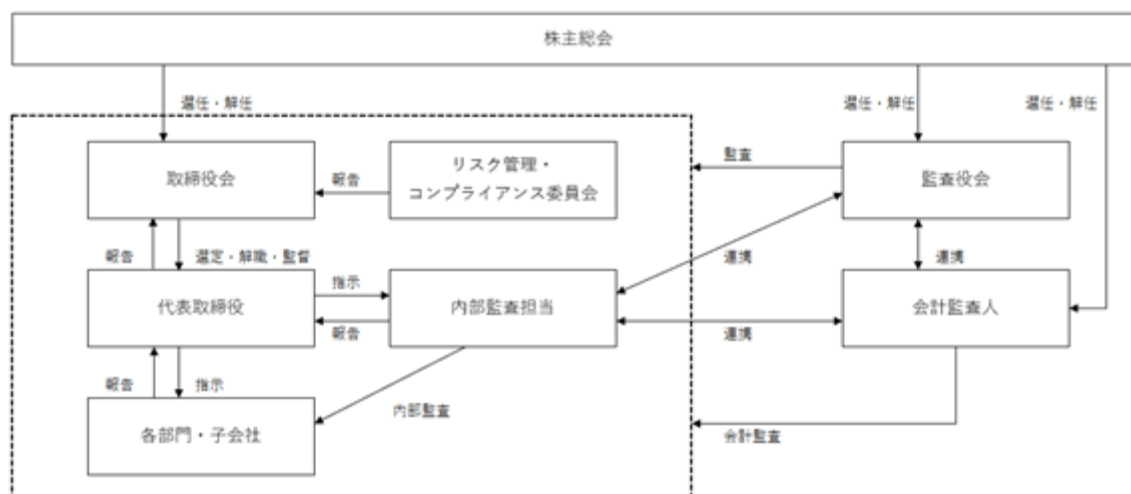 株主総会
選任・解任
選任・解任
選任・解任
取締役会
報告
リスク管理・
コンプライアンス委員会
監査
監査役会
報告
選定・解職・監督
連携
連携
代表取締役
指示
報告
内部監査担当
連携
会計監査人
報告
指示
内部監査
会計監査
各部門・子会社